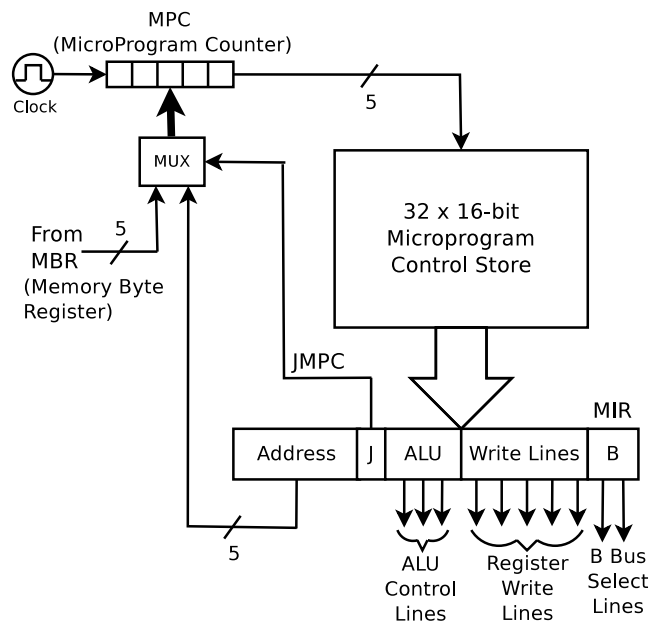 MPC
(MicroProgram Counter)
Clock
5
MUX
5
From
MBR
(Memory Byte
Register)
32 x 16-bit
Microprogram
Control Store
JMPC
MIR
Address
J
ALU
Write Lines
B
5
ALU
Control
Lines
Register
Write
Lines
B Bus
Select
Lines